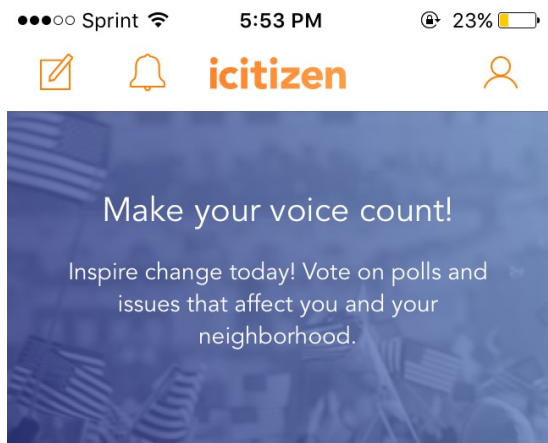 Sprint 5:53 PM 23%
icitizen
Make your voice count!
Inspire change today! Vote on polls and
issues that affect you and your
neighborhood.